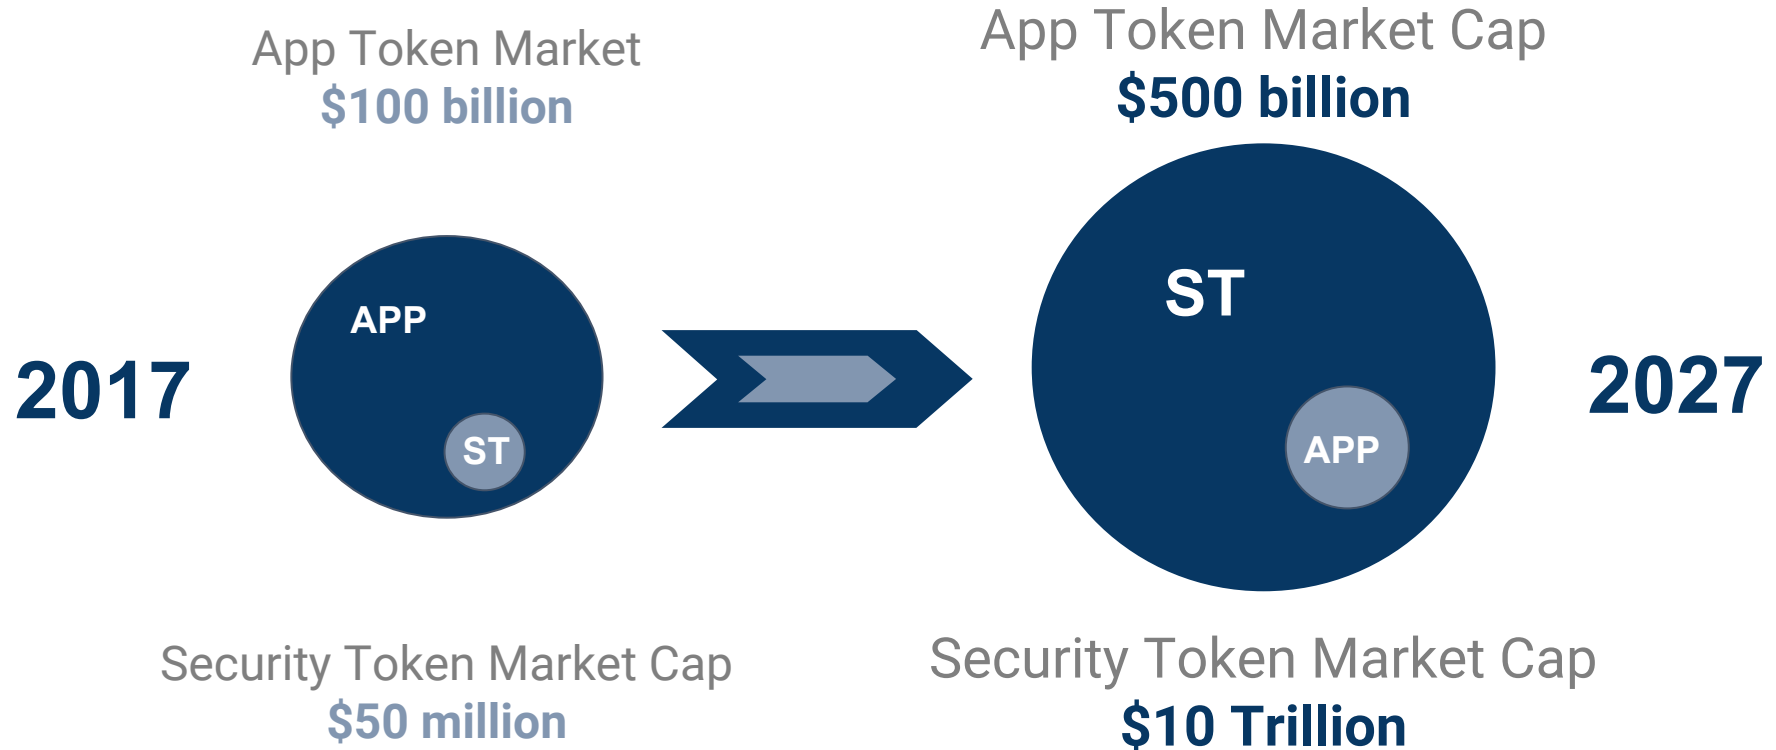 App Token Market
$100 billion
App Token Market Cap
$500 billion
2017
APP
ST
ST
APP
2027
Security Token Market Cap
$50 million
Security Token Market Cap
$10 Trillion